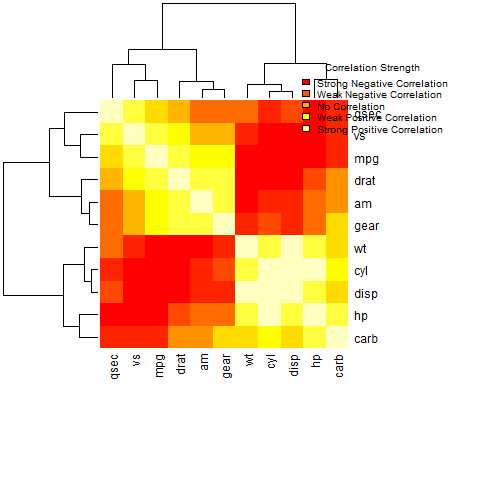 Correlation Strength
Strong Negative Correlation
Weak Negative Correlation
No Correlation
Weak Positive Correlation
Strong Positive Correlation
qsec
vs
mpg
drat
am
gear
wt
cyl
disp
hp
carb
qsec vs mpg drat am gear wt cyl disp hp carb